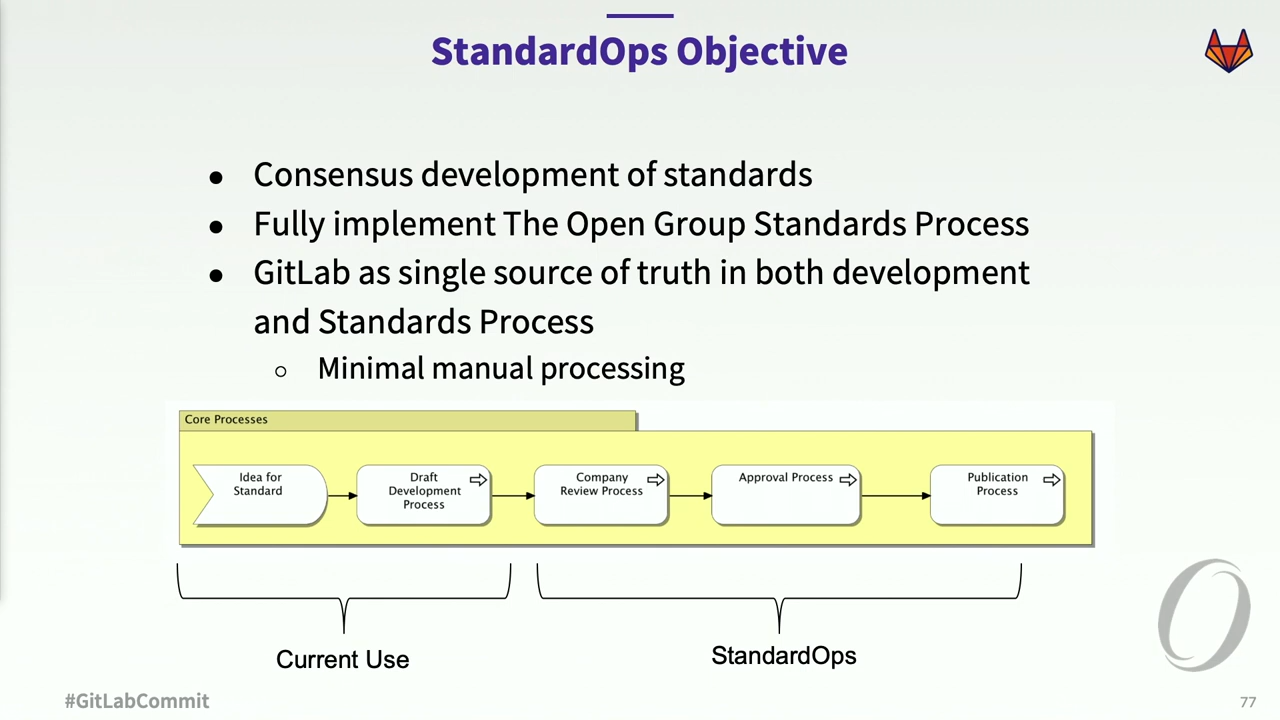 StandardOps Objective
● Consensus development of standards
● Fully implement The Open Group Standards Process
● GitLab as single source of truth in both development
and Standards Process
○ Minimal manual processing
Core Processes
Idea for
Standard
Draft
Development
Process
Company
Review Process
Approval Process
Publication
Process
Current Use
StandardOps
#GitLabCommit
77